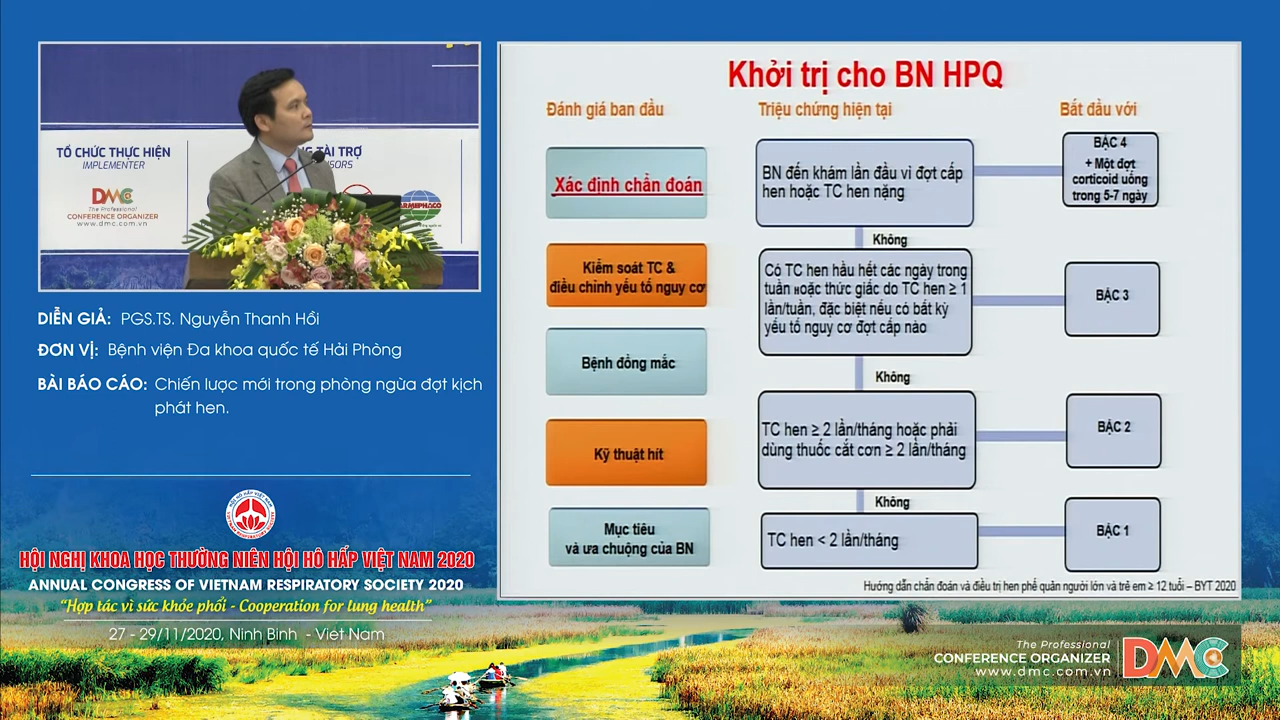 TỔ CHỨC THỰC HIỆN
IMPLEMENTER
DMC
The Professional
CONFERENCE ORGANIZER
www.dmc.com.vn
TÀI TRỢ
DIỄN GIẢ: PGS.TS. Nguyễn Thanh Hồi
ĐƠN VỊ: Bệnh viện Đa khoa quốc tế Hải Phòng
BÀI BÁO CÁO: Chiến lược mới trong phòng ngừa đợt kịch
phát hen.
HỘI NGHỊ KHOA HỌC THƯỜNG NIÊN HỘI HÔ HẤP VIỆT NAM 2020
ANNUAL CONGRESS OF VIETNAM RESPIRATORY SOCIETY 2020
“Hợp tác vì sức khỏe phổi - Cooperation for lung health”
27 - 29/11/2020, Ninh Bình - Việt Nam
Khởi trị cho BN HPQ
Đánh giá ban đầu
Triệu chứng hiện tại
Bắt đầu với
Xác định chẩn đoán
BN đến khám lần đầu vì đợt cấp
hen hoặc TC hen nặng
BẬC 4
+ Một đợt
corticoid uống
trong 5-7 ngày
Không
Kiểm soát TC &
điều chỉnh yếu tố nguy cơ
Có TC hen hầu hết các ngày trong
tuần hoặc thức giấc do TC hen ≥ 1
lần/tuần, đặc biệt nếu có bất kỳ
yếu tố nguy cơ đợt cấp nào
BẬC 3
Bệnh đồng mắc
Không
Kỹ thuật hít
TC hen ≥ 2 lần/tháng hoặc phải
dùng thuốc cắt cơn ≥ 2 lần/tháng
BẬC 2
Không
Mục tiêu
và ưa chuộng của BN
TC hen < 2 lần/tháng
BẬC 1
Hướng dẫn chẩn đoán và điều trị hen phế quản người lớn và trẻ em ≥ 12 tuổi – BYT 2020
The Professional
CONFERENCE ORGANIZER
www.dmc.com.vn
DMC